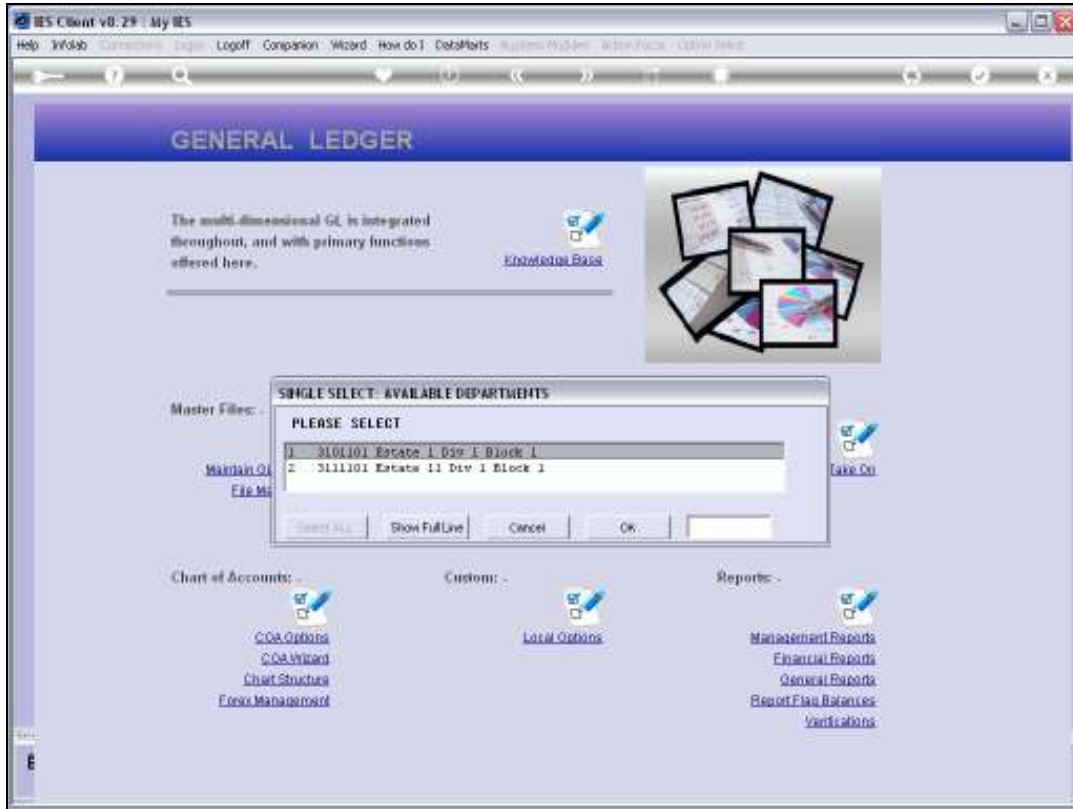 IES Client v8.29 : My IES
Help Infolab Logoff Companion Wizard How do I DataMarts
GENERAL LEDGER
The multi-dimensional GL is integrated
throughout, and with primary functions
offered here.
Knowledge Base
SINGLE SELECT: AVAILABLE DEPARTMENTS
Master Files: -
PLEASE SELECT
1 3101101 Estate 1 Div 1 Block 1
2 3111101 Estate 11 Div 1 Block 1
Maintain
Take On
File
Select ALL Show Full Line Cancel OK
Chart of Accounts: - Custom: - Reports: -
COA Options Local Options Management Reports
COA Wizard Financial Reports
Chart Structure General Reports
Forex Management Report Flag Balances
Verifications